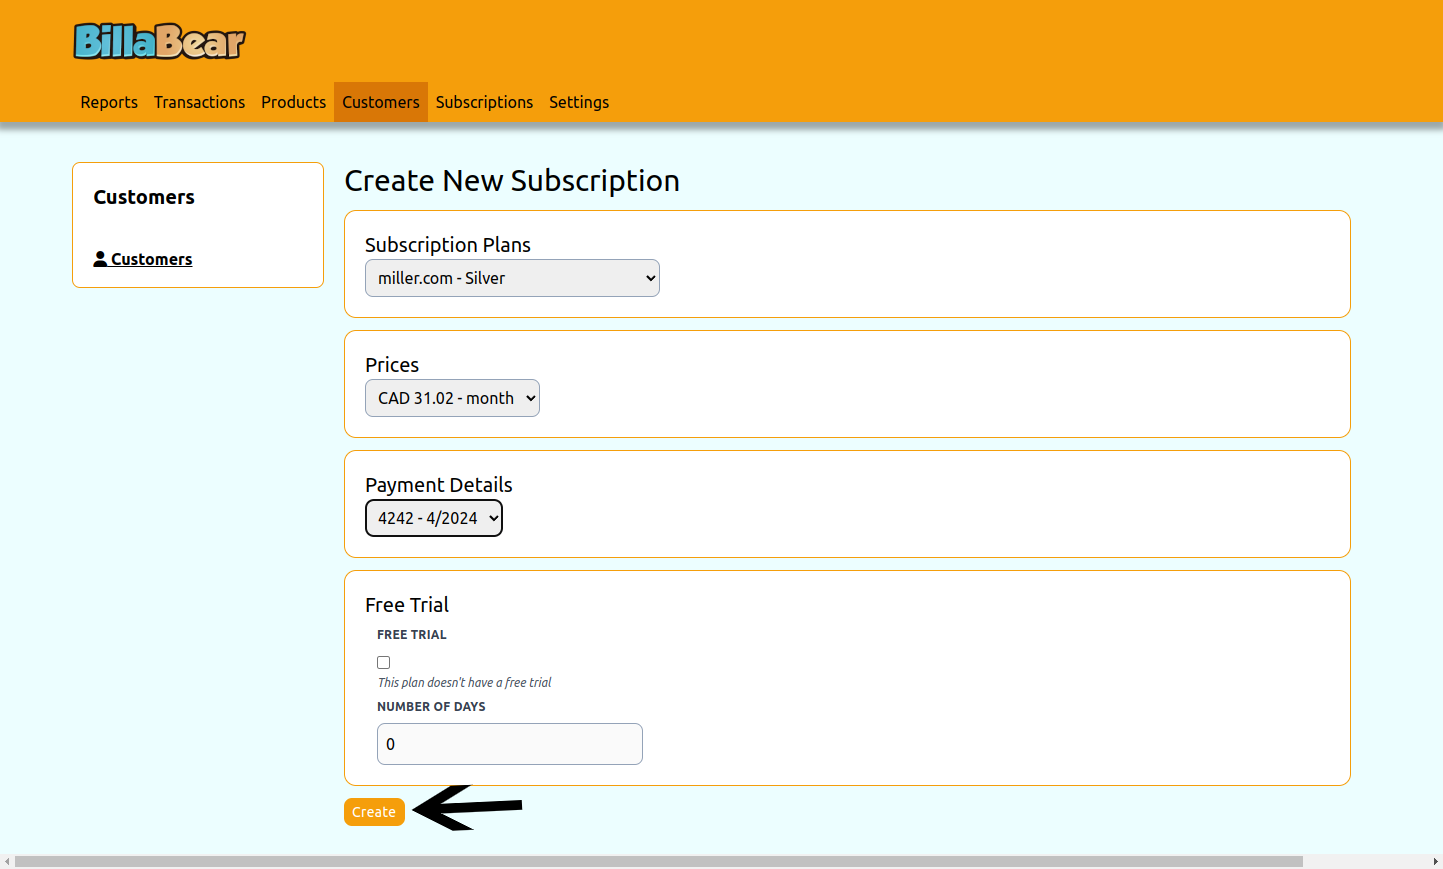 BillaBear
Reports Transactions Products Customers Subscriptions Settings
Customers
Customers
Create New Subscription
Subscription Plans
miller.com - Silver
Prices
CAD 31.02 - month
Payment Details
4242 - 4/2024
Free Trial
FREE TRIAL
This plan doesn't have a free trial
NUMBER OF DAYS
0
Create